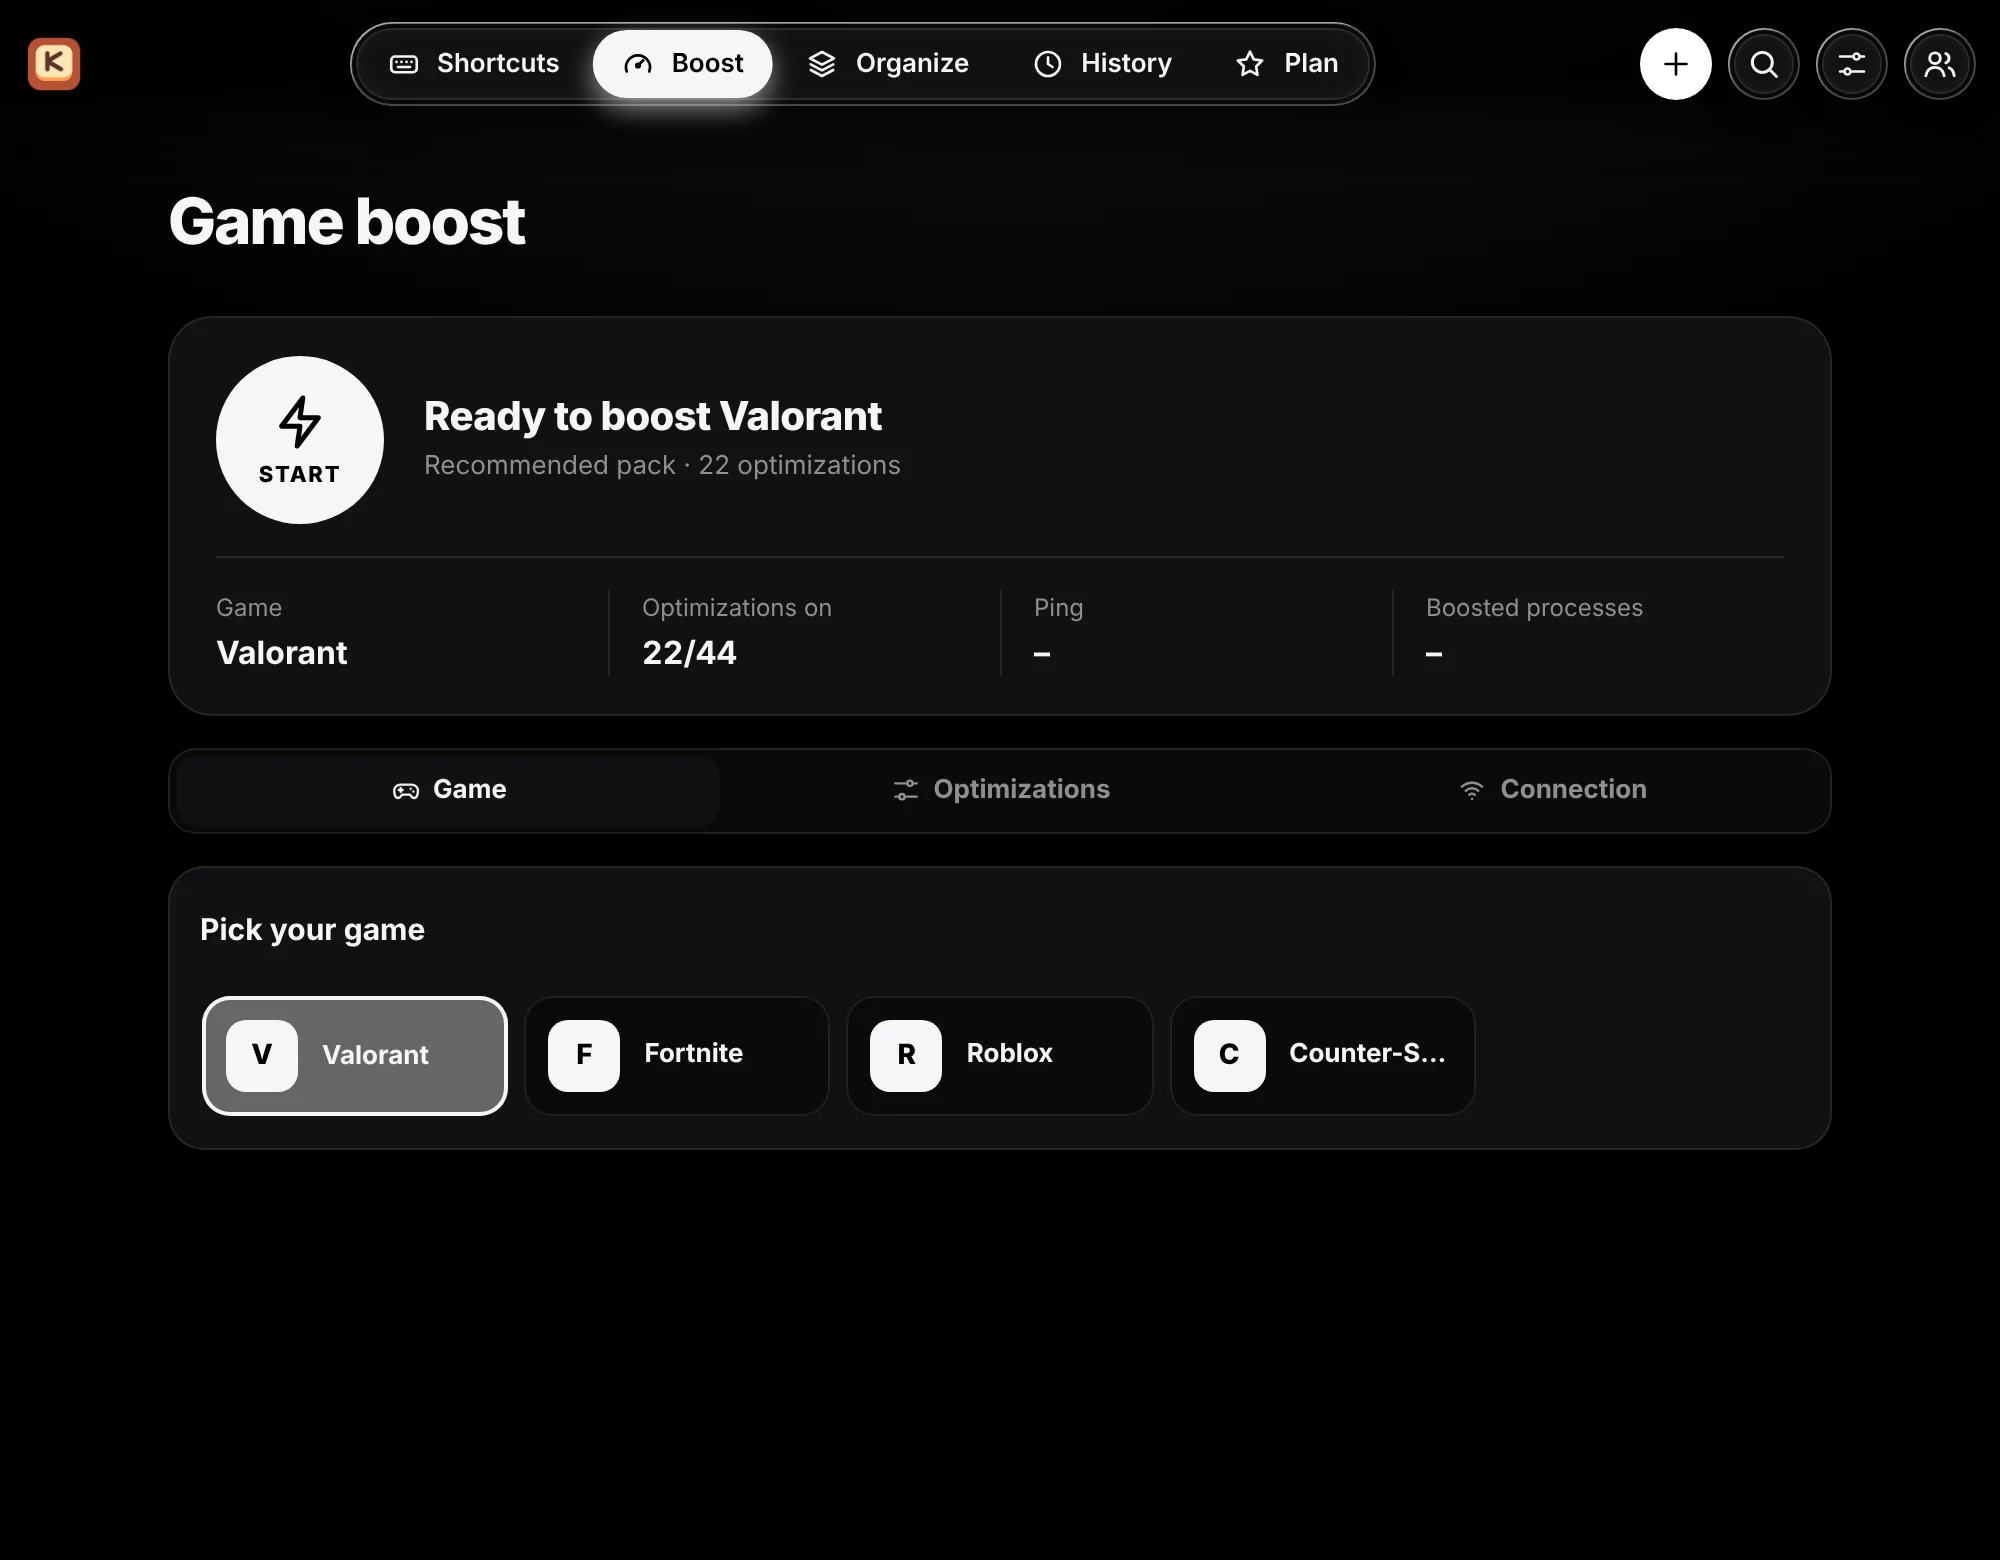 K
Shortcuts
Boost
Organize
History
Plan
Game boost
START
Ready to boost Valorant
Recommended pack · 22 optimizations
Game
Valorant
Optimizations on
22/44
Ping
–
Boosted processes
–
Game
Optimizations
Connection
Pick your game
V
Valorant
F
Fortnite
R
Roblox
C
Counter-S...